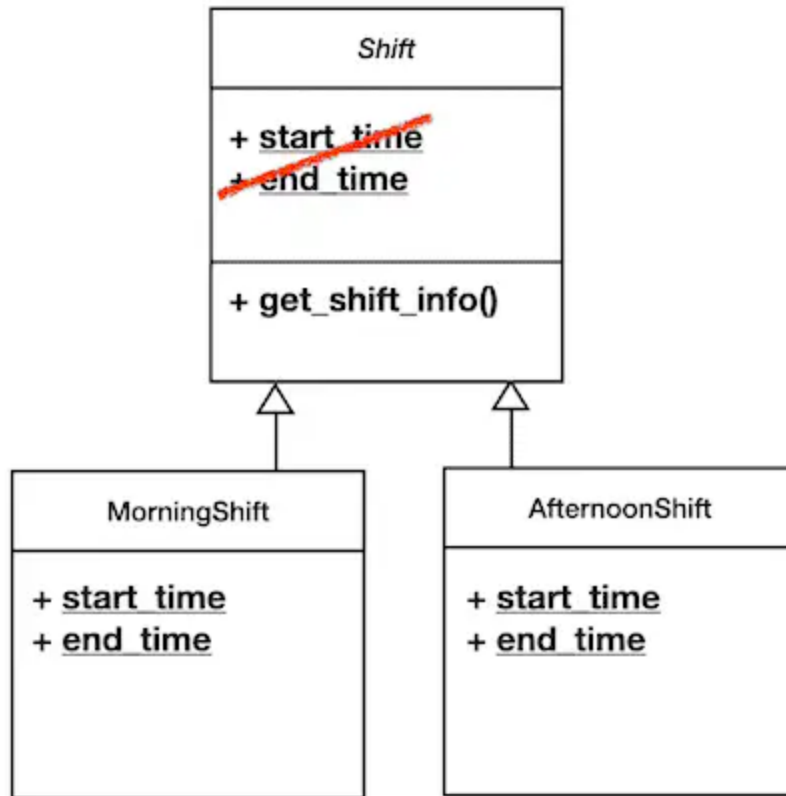 Shift
+ start_time
+ end_time
+ get_shift_info()
MorningShift
+ start_time
+ end_time
AfternoonShift
+ start_time
+ end_time